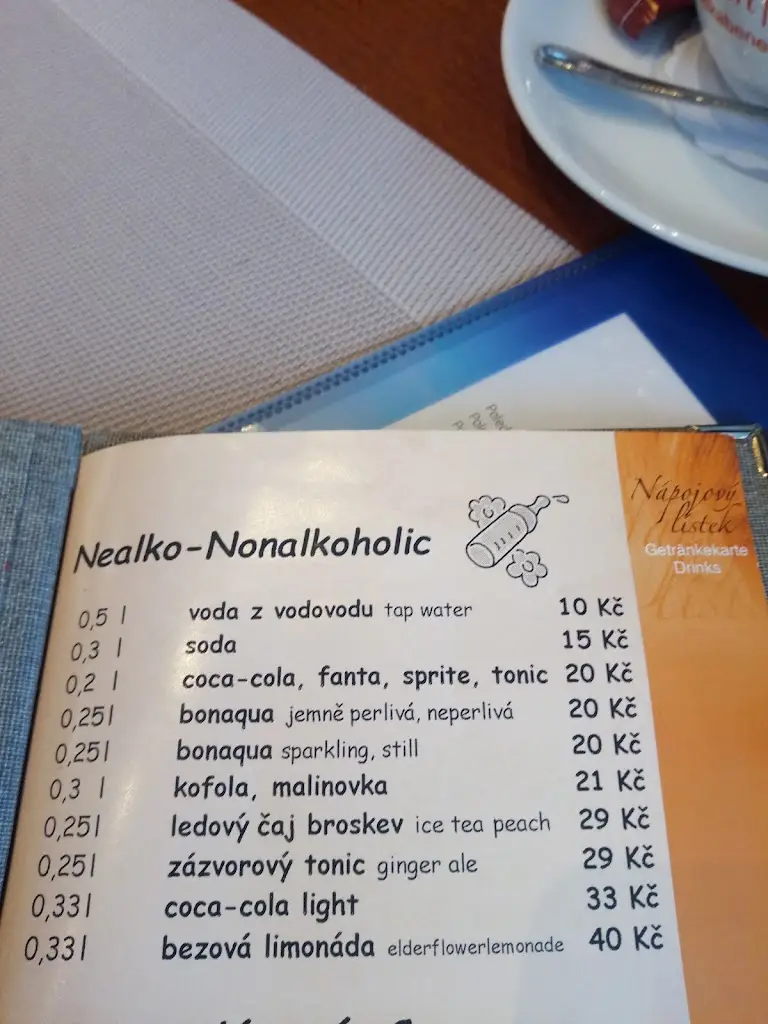 Nealko-Nonalkoholic
Nápojový
lístek
Getränkekarte
Drinks
0,5 l voda z vodovodu tap water 10 Kč
0,3 l soda 15 Kč
0,2 l coca-cola, fanta, sprite, tonic 20 Kč
0,25l bonaqua jemně perlivá, neperlivá 20 Kč
0,25l bonaqua sparkling, still 20 Kč
0,3 l kofola, malinovka 21 Kč
0,25l ledový čaj broskev ice tea peach 29 Kč
0,25l zázvorový tonic ginger ale 29 Kč
0,33l coca-cola light 33 Kč
0,33l bezová limonáda elderflowerlemonade 40 Kč